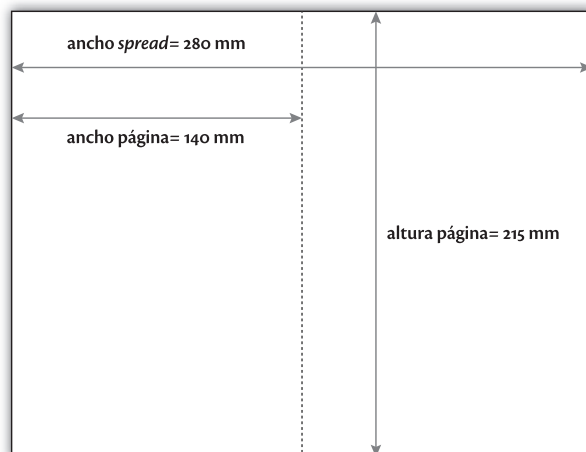 ancho spread= 280 mm
ancho página= 140 mm
altura página= 215 mm